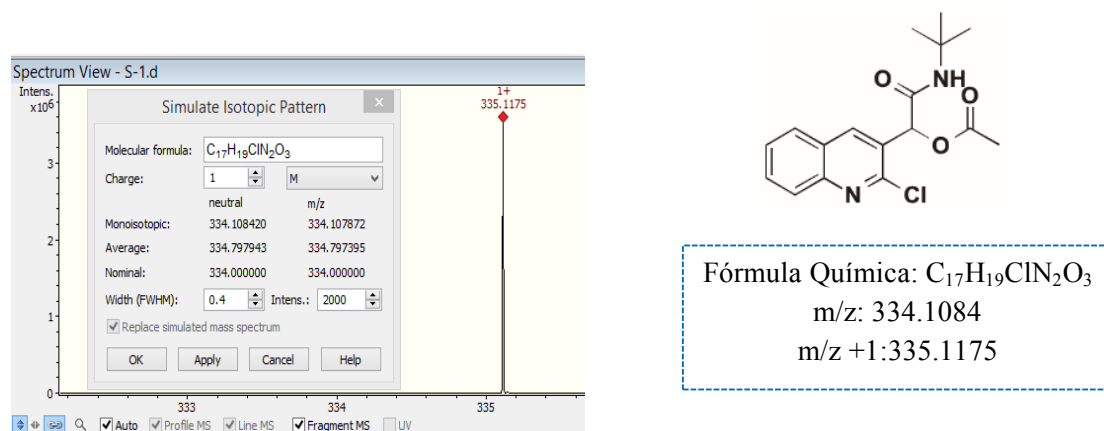 Spectrum View - S-1.d
Intens.
x10⁶
3
2
1
0
333
334
335
1+
335.1175
Simulate Isotopic Pattern
Molecular formula: C₁₇H₁₉ClN₂O₃
Charge: 1 M
neutral m/z
Monoisotopic: 334.108420 334.107872
Average: 334.797943 334.797395
Nominal: 334.000000 334.000000
Width (FWHM): 0.4 Intens.: 2000
Replace simulated mass spectrum
OK Apply Cancel Help
Auto Profile MS Line MS Fragment MS UV
O NH O
O
N Cl
Fórmula Química: C₁₇H₁₉ClN₂O₃
m/z: 334.1084
m/z +1:335.1175